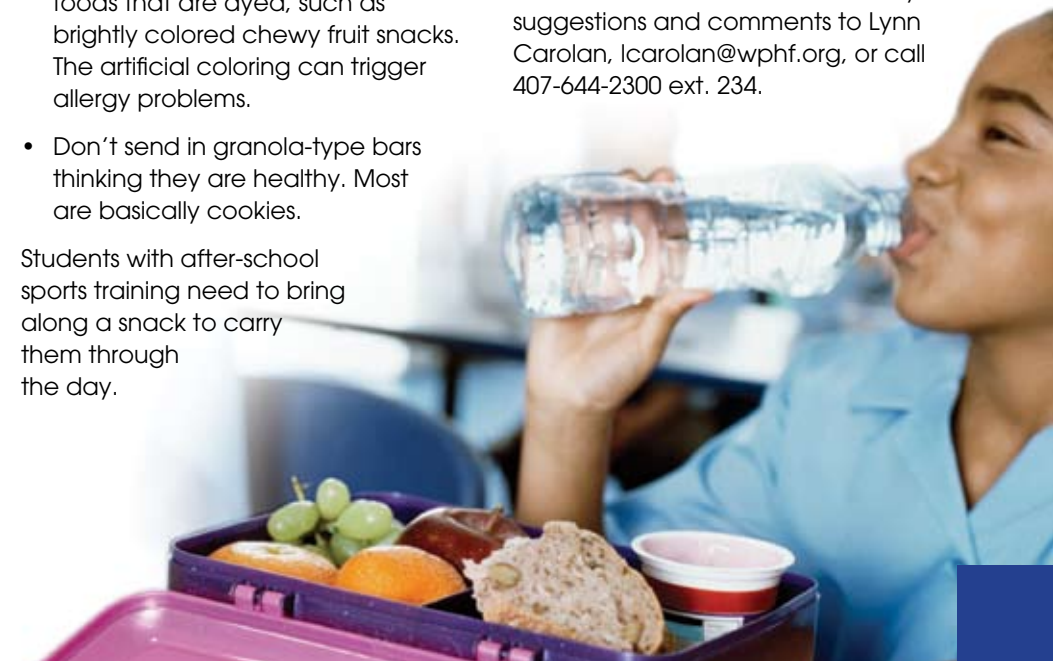 foods that are dyed, such as
brightly colored chewy fruit snacks.
The artificial coloring can trigger
allergy problems.
• Don't send in granola-type bars
thinking they are healthy. Most
are basically cookies.
Students with after-school
sports training need to bring
along a snack to carry
them through
the day.
suggestions and comments to Lynn
Carolan, lcarolan@wphf.org, or call
407-644-2300 ext. 234.